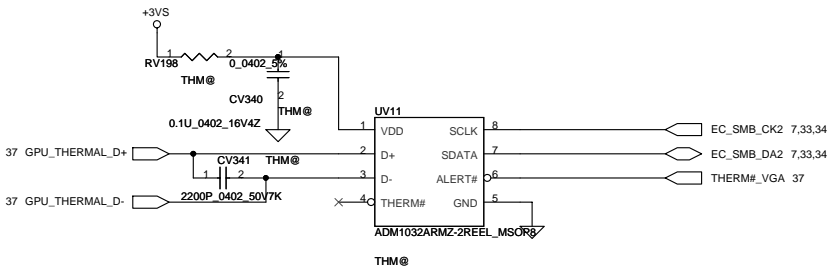 +3VS
1 2
RV198 0_0402_5%
THM@
1
CV340
2
THM@
0.1U_0402_16V4Z
UV11
1 VDD SCLK 8 EC_SMB_CK2 7,33,34
37 GPU_THERMAL_D+ 2 D+ SDATA 7 EC_SMB_DA2 7,33,34
CV341 THM@
1 2
3 D- ALERT# 6 THERM#_VGA 37
2200P_0402_50V7K
37 GPU_THERMAL_D- 4 THERM# GND 5
ADM1032ARMZ-2REEL_MSOP8
THM@